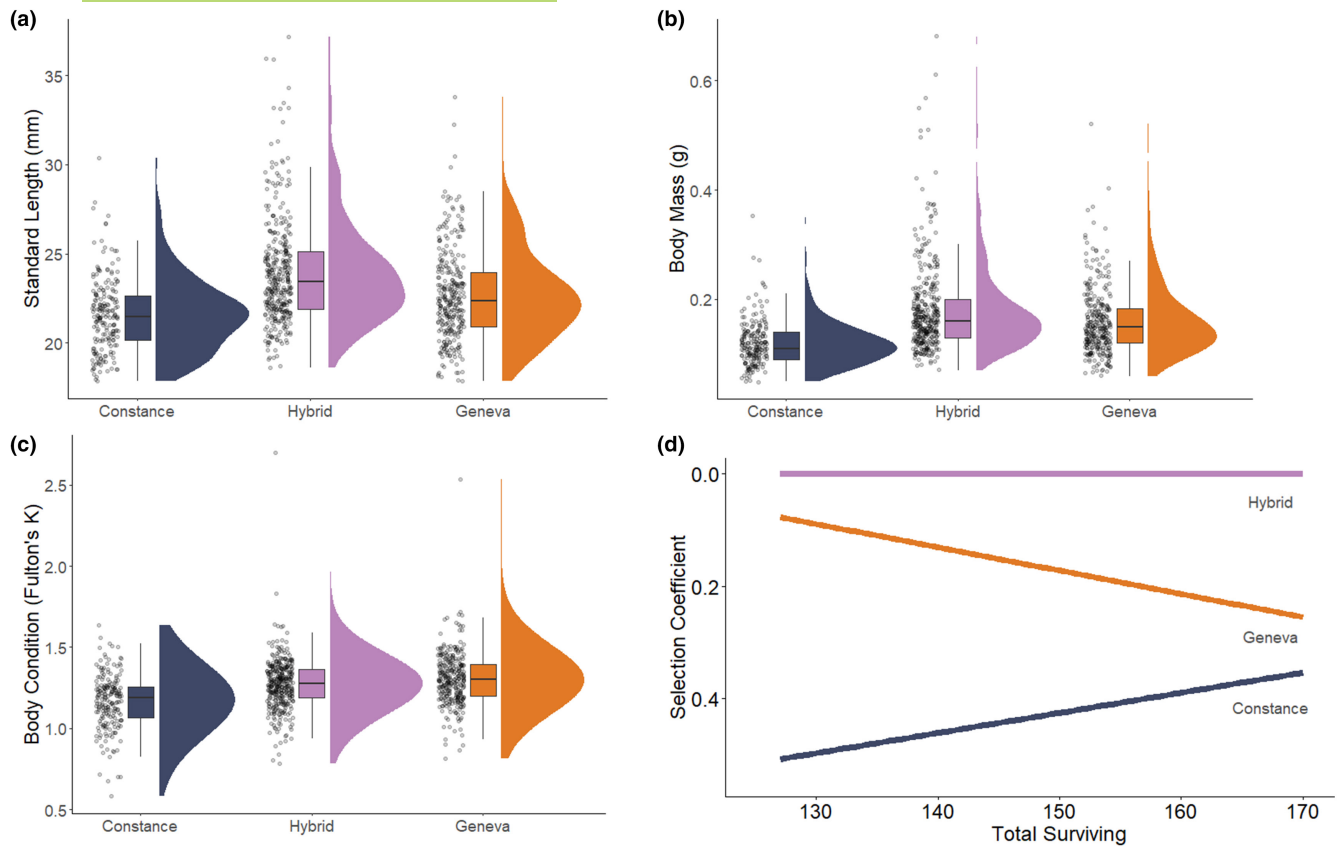 (a)
Standard Length (mm)
35
30
25
20
Constance
Hybrid
Geneva
(b)
Body Mass (g)
0.6
0.4
0.2
Constance
Hybrid
Geneva
(c)
Body Condition (Fulton's K)
2.5
2.0
1.5
1.0
0.5
Constance
Hybrid
Geneva
(d)
Selection Coefficient
0.0
0.2
0.4
Hybrid
Geneva
Constance
130
140
150
160
170
Total Surviving